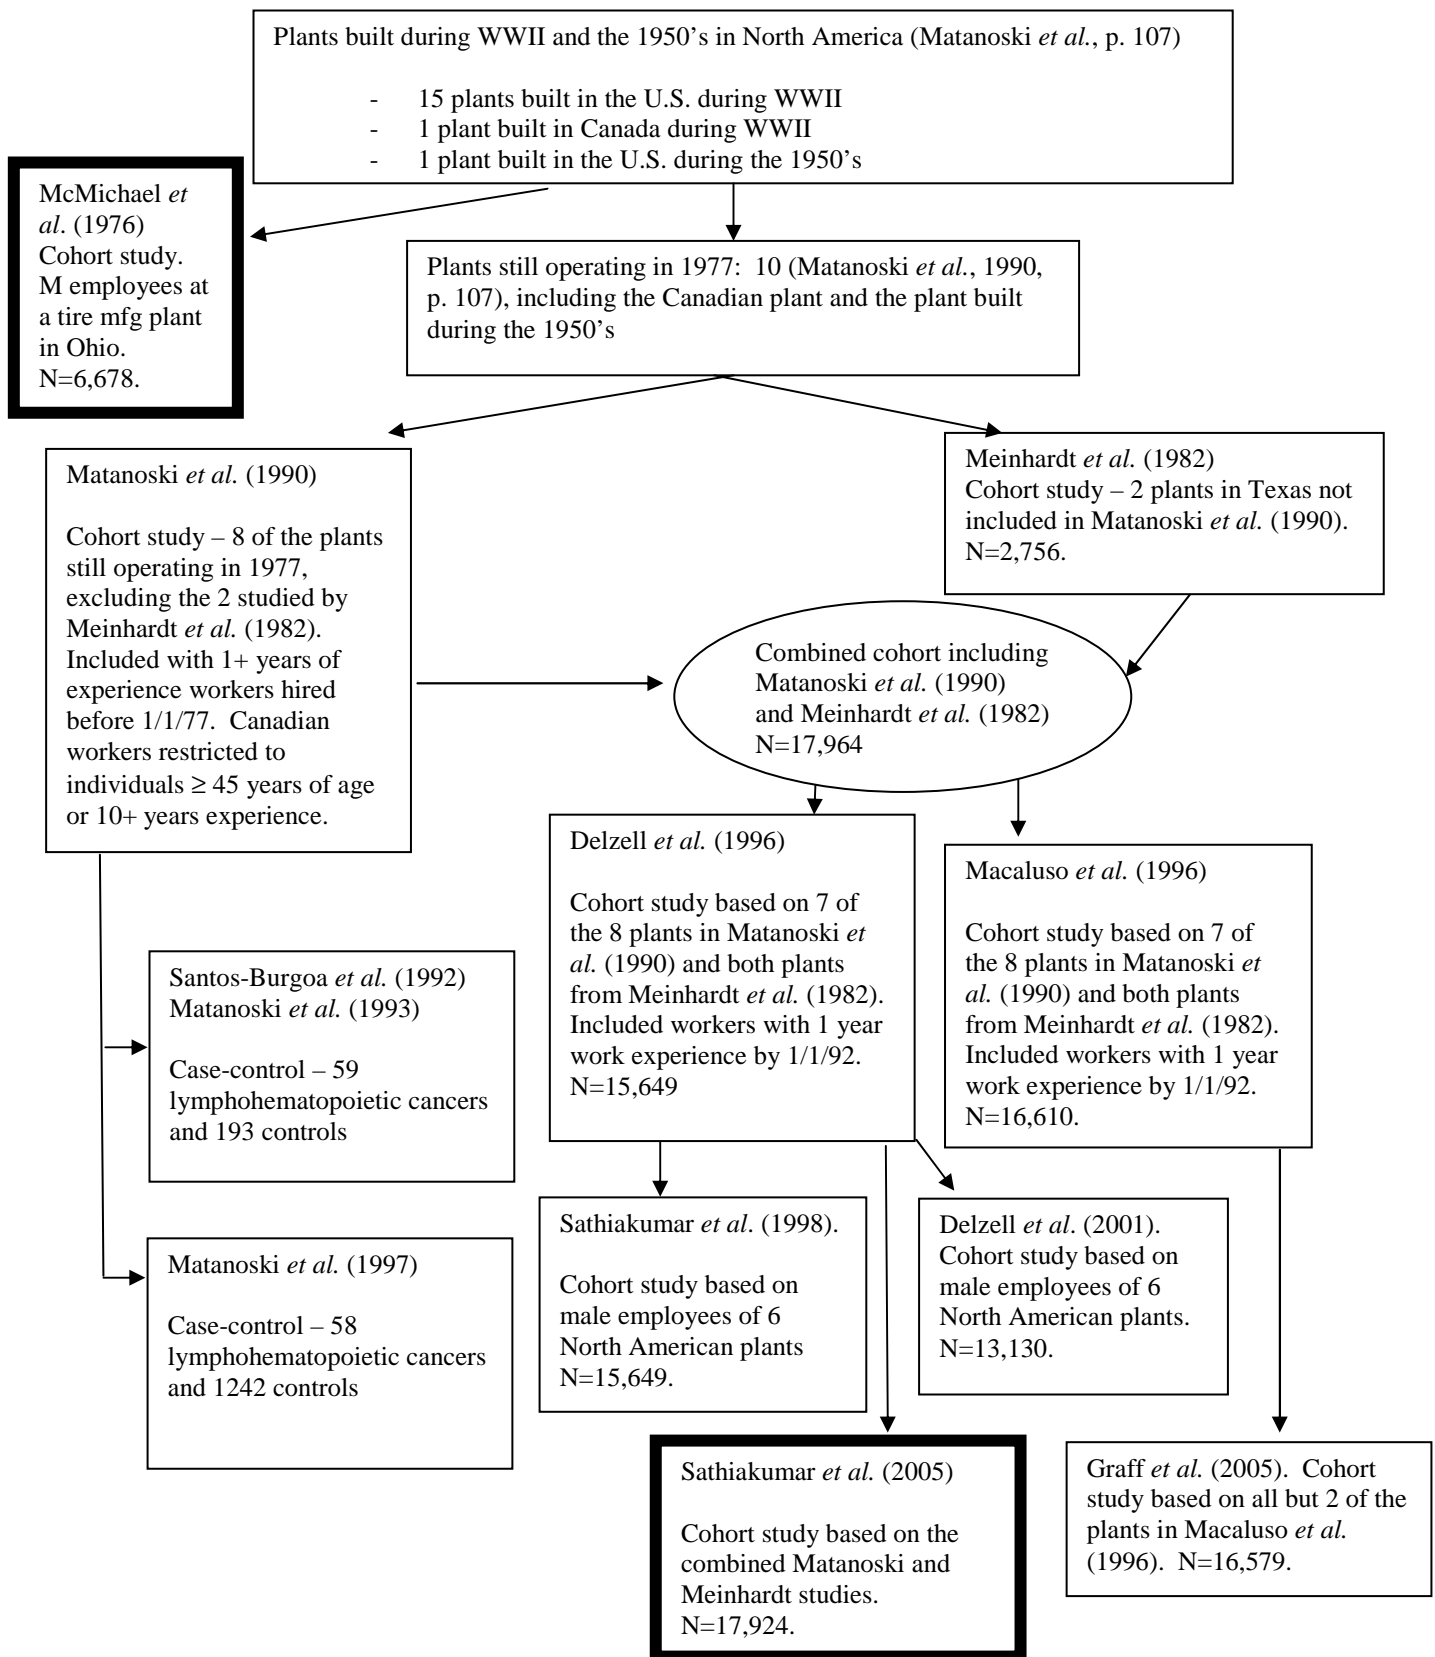 Plants built during WWII and the 1950's in North America (Matanoski et al., p. 107)
- 15 plants built in the U.S. during WWII
- 1 plant built in Canada during WWII
- 1 plant built in the U.S. during the 1950's
McMichael et
al. (1976)
Cohort study.
M employees at
a tire mfg plant
in Ohio.
N=6,678.
Plants still operating in 1977: 10 (Matanoski et al., 1990,
p. 107), including the Canadian plant and the plant built
during the 1950's
Matanoski et al. (1990)
Cohort study – 8 of the plants
still operating in 1977,
excluding the 2 studied by
Meinhardt et al. (1982).
Included with 1+ years of
experience workers hired
before 1/1/77. Canadian
workers restricted to
individuals ≥ 45 years of age
or 10+ years experience.
Meinhardt et al. (1982)
Cohort study – 2 plants in Texas not
included in Matanoski et al. (1990).
N=2,756.
Combined cohort including
Matanoski et al. (1990)
and Meinhardt et al. (1982)
N=17,964
Delzell et al. (1996)
Cohort study based on 7 of
the 8 plants in Matanoski et
al. (1990) and both plants
from Meinhardt et al. (1982).
Included workers with 1 year
work experience by 1/1/92.
N=15,649
Macaluso et al. (1996)
Cohort study based on 7 of
the 8 plants in Matanoski et
al. (1990) and both plants
from Meinhardt et al. (1982).
Included workers with 1 year
work experience by 1/1/92.
N=16,610.
Santos-Burgoa et al. (1992)
Matanoski et al. (1993)
Case-control – 59
lymphohematopoietic cancers
and 193 controls
Matanoski et al. (1997)
Case-control – 58
lymphohematopoietic cancers
and 1242 controls
Sathiakumar et al. (1998).
Cohort study based on
male employees of 6
North American plants
N=15,649.
Delzell et al. (2001).
Cohort study based on
male employees of 6
North American plants.
N=13,130.
Sathiakumar et al. (2005)
Cohort study based on the
combined Matanoski and
Meinhardt studies.
N=17,924.
Graff et al. (2005). Cohort
study based on all but 2 of the
plants in Macaluso et al.
(1996). N=16,579.